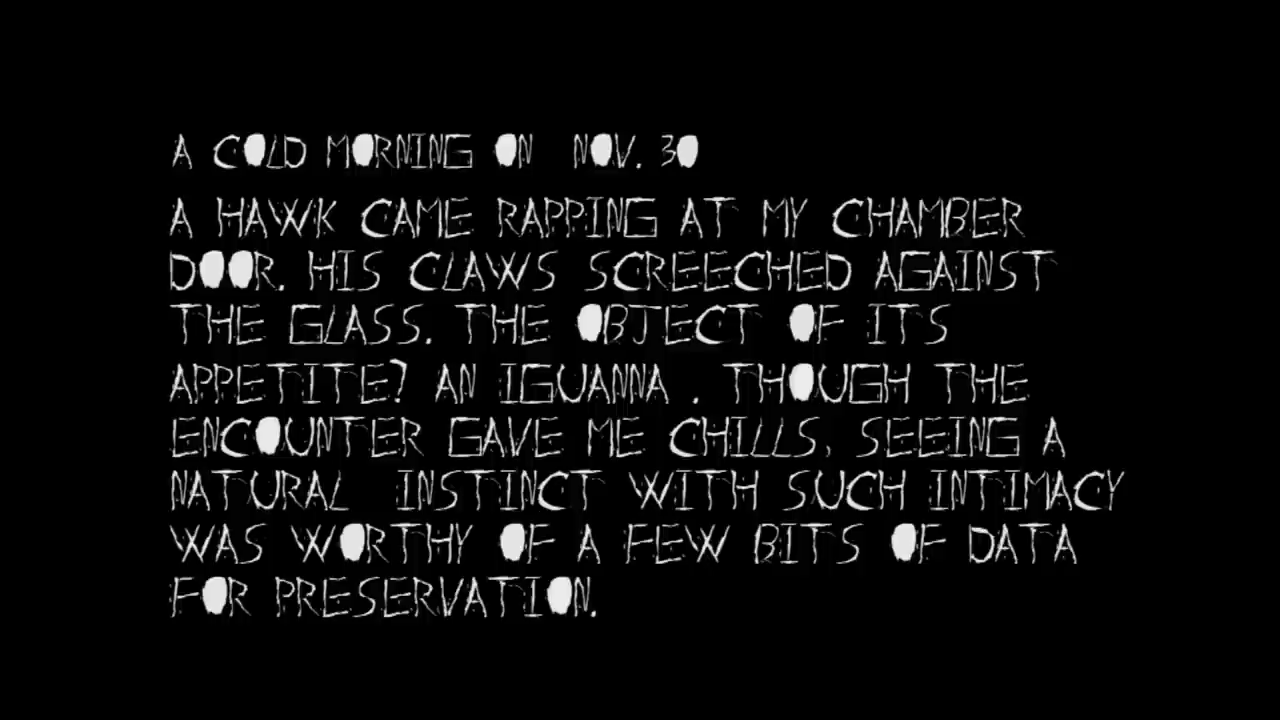 A COLD MORNING ON NOV. 30
A HAWK CAME RAPPING AT MY CHAMBER
DOOR. HIS CLAWS SCREECHED AGAINST
THE GLASS. THE OBJECT OF ITS
APPETITE? AN IGUANNA . THOUGH THE
ENCOUNTER GAVE ME CHILLS, SEEING A
NATURAL INSTINCT WITH SUCH INTIMACY
WAS WORTHY OF A FEW BITS OF DATA
FOR PRESERVATION.